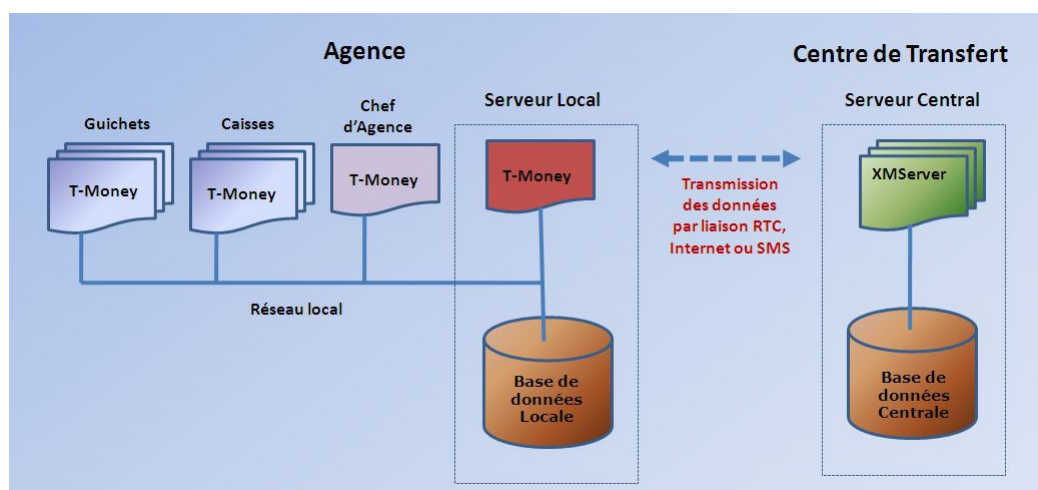 Agence
Centre de Transfert
Guichets
Caisses
Chef
d’Agence
Serveur Local
Serveur Central
T-Money
T-Money
T-Money
T-Money
XMServer
Transmission
des données
par liaison RTC,
Internet ou SMS
Réseau local
Base de
données
Locale
Base de
données
Centrale